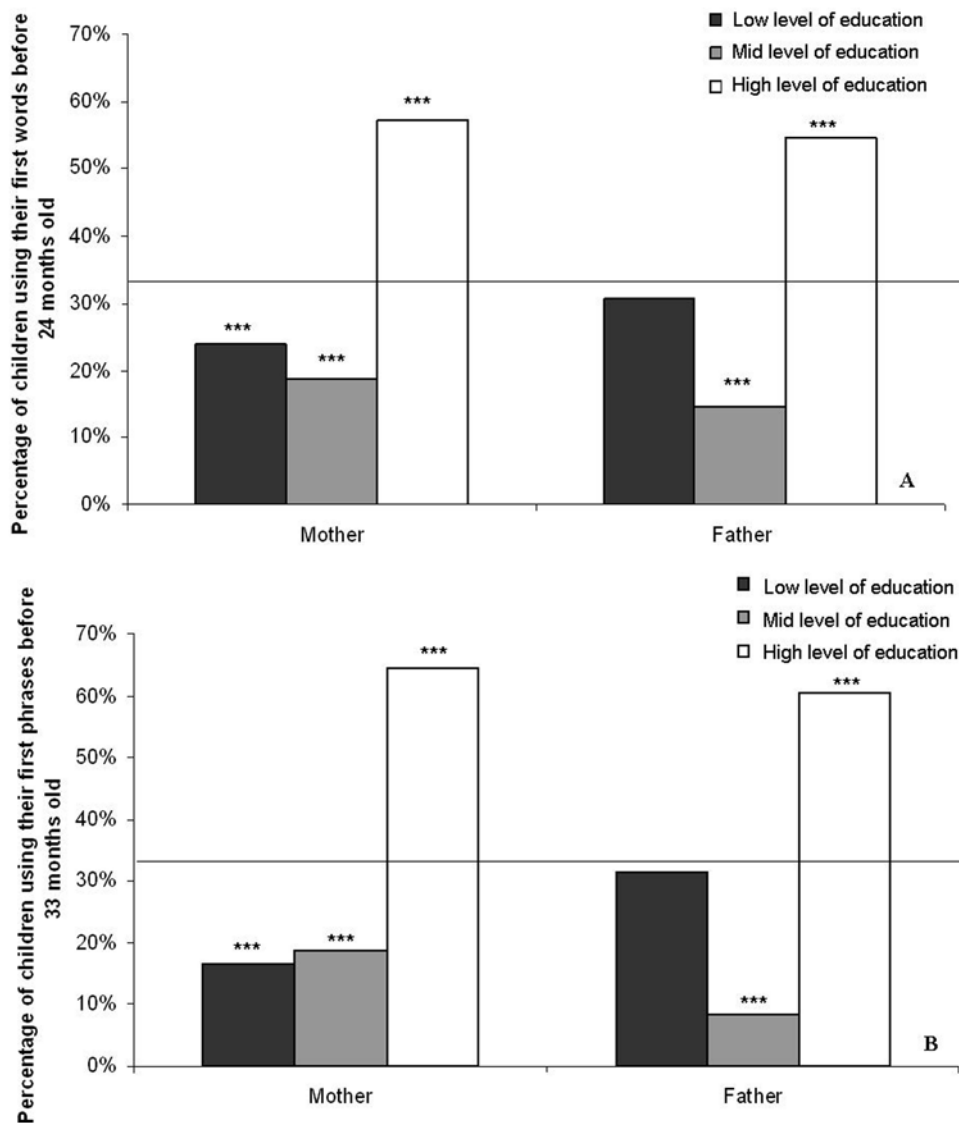 Percentage of children using their first words before
24 months old
70%
60%
50%
40%
30%
20%
10%
0%
Low level of education
Mid level of education
High level of education
***
***
***
***
***
Mother
Father
A
Percentage of children using their first phrases before
33 months old
70%
60%
50%
40%
30%
20%
10%
0%
Low level of education
Mid level of education
High level of education
***
***
***
***
***
Mother
Father
B